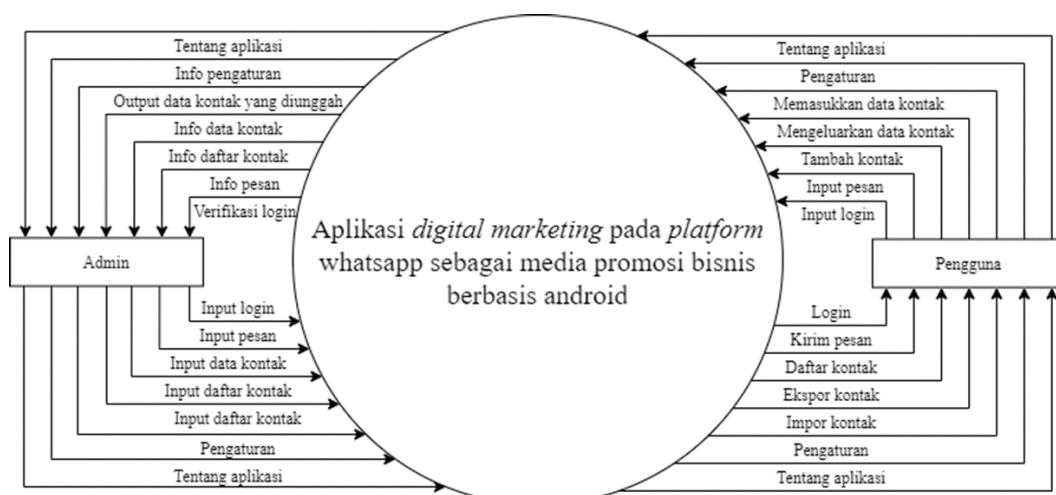 Tentang aplikasi
Info pengaturan
Output data kontak yang diunggah
Info data kontak
Info daftar kontak
Info pesan
Verifikasi login
Admin
Input login
Input pesan
Input data kontak
Input daftar kontak
Input daftar kontak
Pengaturan
Tentang aplikasi
Aplikasi digital marketing pada platform
whatsapp sebagai media promosi bisnis
berbasis android
Tentang aplikasi
Pengaturan
Memasukkan data kontak
Mengeluarkan data kontak
Tambah kontak
Input pesan
Input login
Pengguna
Login
Kirim pesan
Daftar kontak
Ekspor kontak
Impor kontak
Pengaturan
Tentang aplikasi